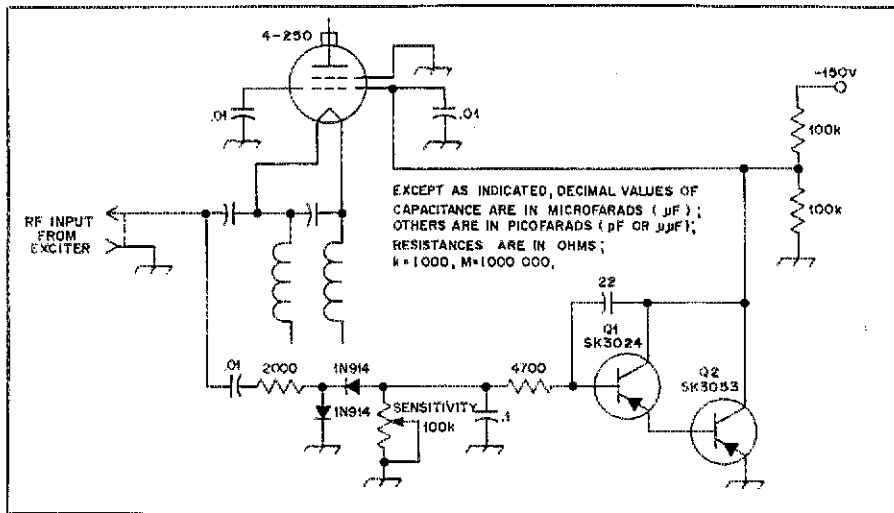 4-250
-150V
.01
.01
100k
100k
RF INPUT
FROM
EXCITER
EXCEPT AS INDICATED, DECIMAL VALUES OF
CAPACITANCE ARE IN MICROFARADS (µF);
OTHERS ARE IN PICOFARADS (pF OR µµF);
RESISTANCES ARE IN OHMS;
k=1000, M=1000 000.
22
Q1
SK3024
Q2
SK3053
.01
2000
1N914
4700
1N914
SENSITIVITY
100k
.1